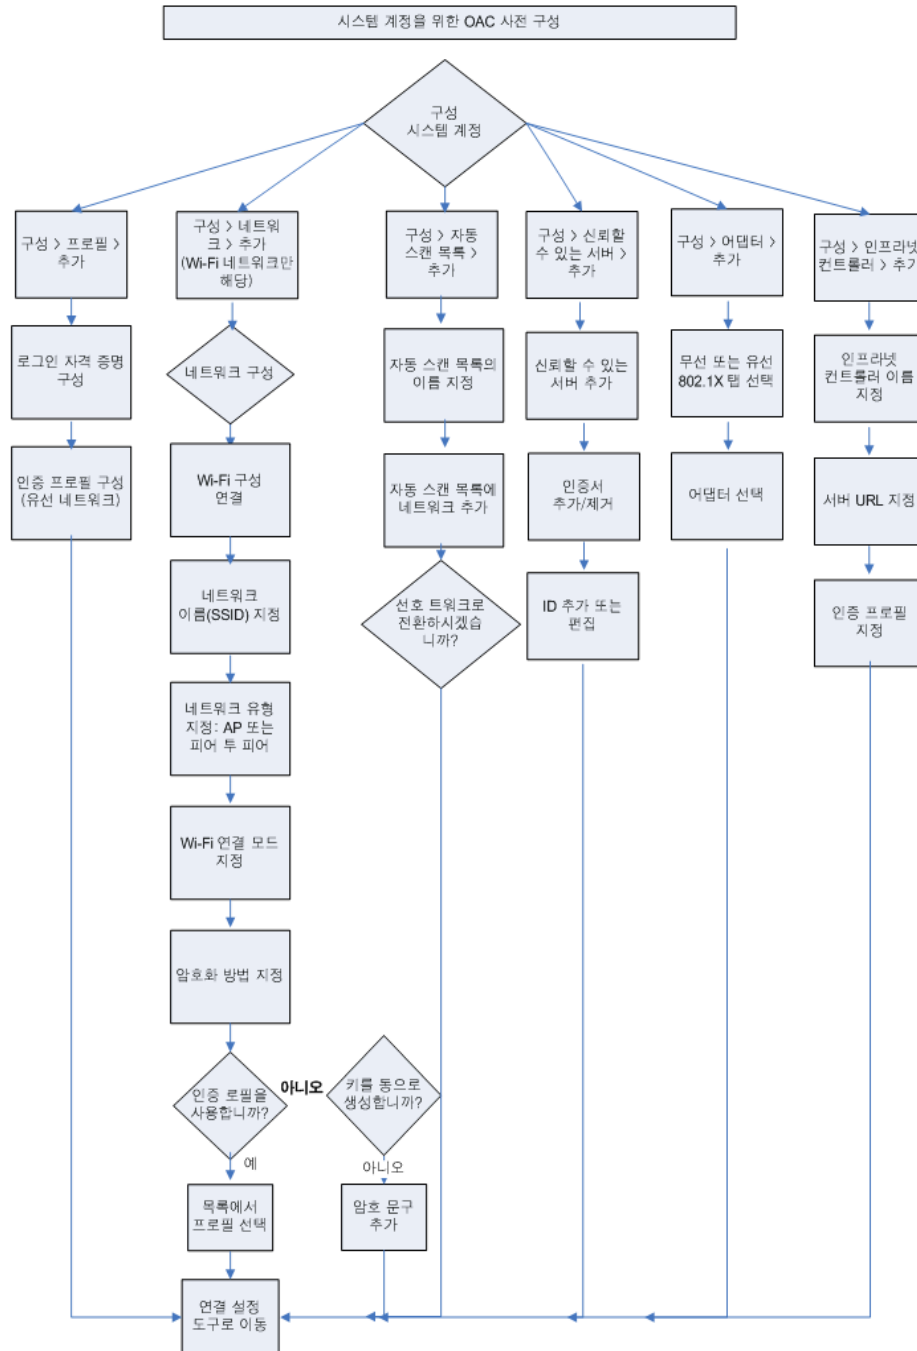 시스템 계정을 위한 OAC 사전 구성
구성
시스템 계정
구성 > 프로필 >
추가
로그인 자격 증명
구성
인증 프로필 구성
(유선 네트워크)
구성 > 네트워
크 > 추가
(Wi-Fi 네트워크만
해당)
네트워크 구성
Wi-Fi 구성
연결
네트워크
이름(SSID) 지정
네트워크 유형
지정: AP 또는
피어 투 피어
Wi-Fi 연결 모드
지정
암호화 방법 지정
인증 로필을
사용합니까?
아니오
예
목록에서
프로필 선택
연결 설정
도구로 이동
키를 동으로
생성합니까?
아니오
암호 문구
추가
구성 > 자동
스캔 목록 >
추가
자동 스캔 목록의
이름 지정
자동 스캔 목록에
네트워크 추가
선호 트워크로
전환하시겠습
니까?
구성 > 신뢰할
수 있는 서버 >
추가
신뢰할 수 있는
서버 추가
인증서
추가/제거
ID 추가 또는
편집
구성 > 어댑터 >
추가
무선 또는 유선
802.1X 탭 선택
어댑터 선택
구성 > 인프라넷
컨트롤러 > 추가
인프라넷
컨트롤러 이름
지정
서버 URL 지정
인증 프로필
지정